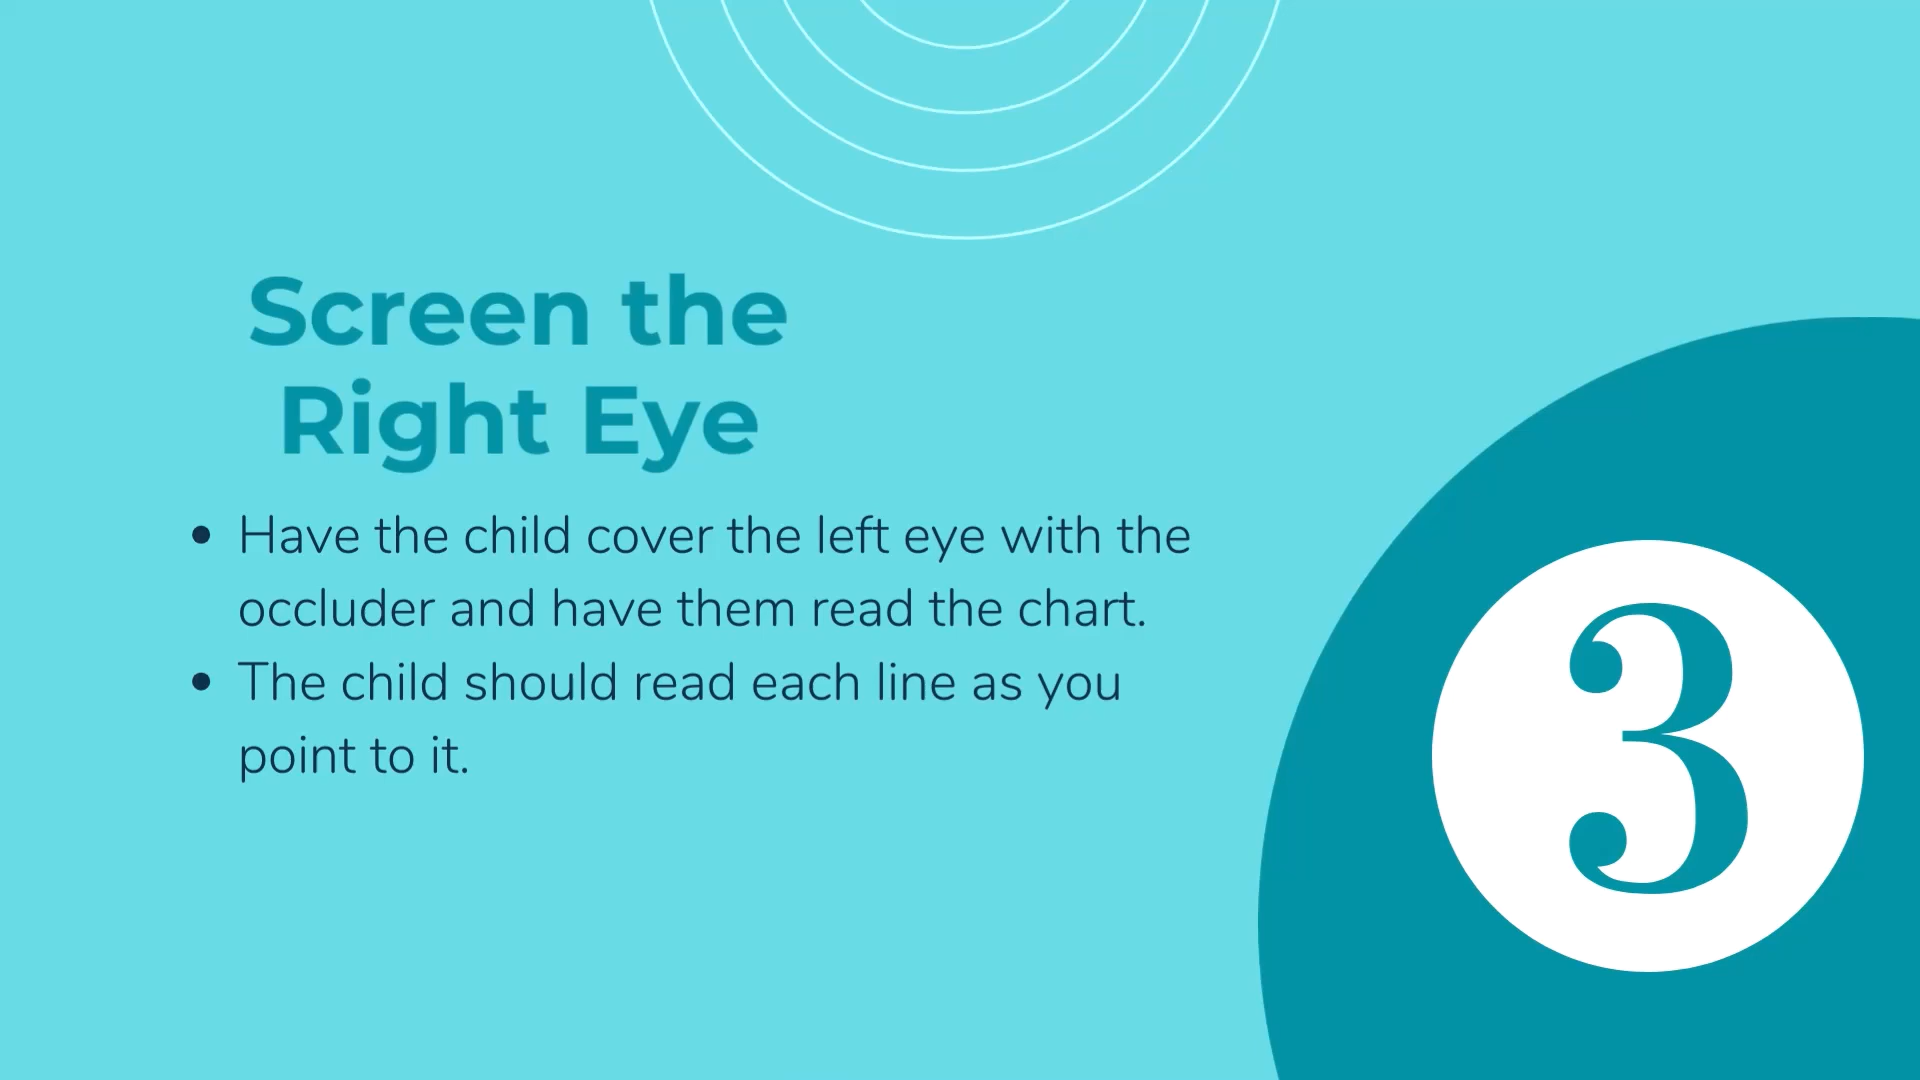 Screen the
Right Eye
• Have the child cover the left eye with the
occluder and have them read the chart.
• The child should read each line as you
point to it.
3